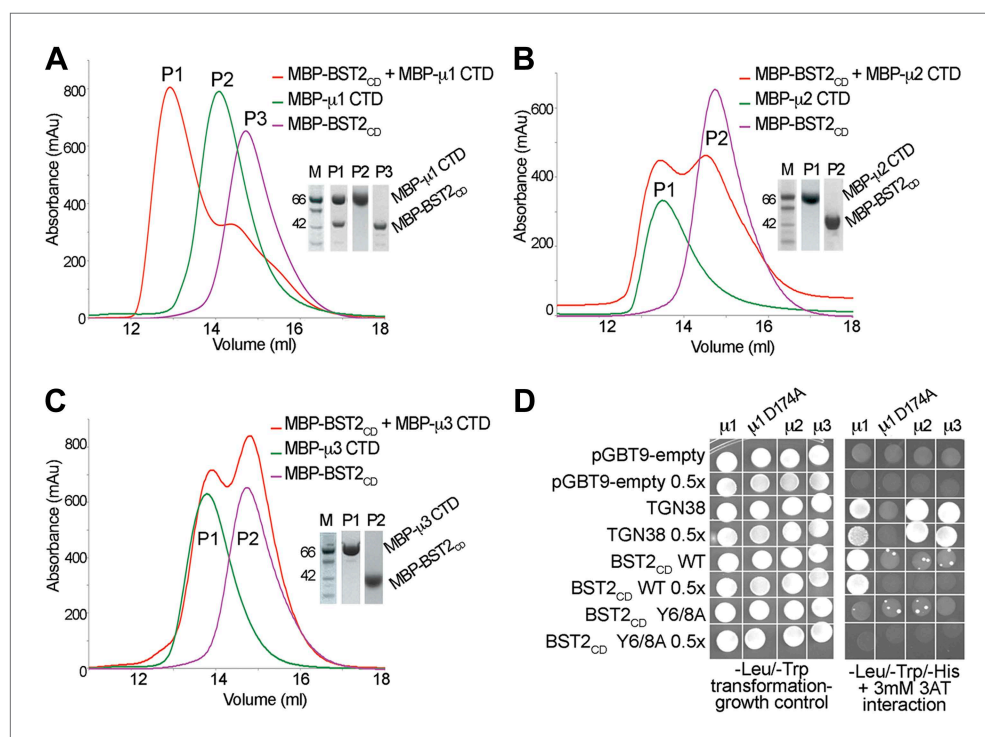 A
P1
P2
P3
MBP-BST2CD + MBP-μ1 CTD
MBP-μ1 CTD
MBP-BST2CD
Absorbance (mAu)
800
600
400
200
0
12
14
16
18
Volume (ml)
M P1 P2 P3
66
42
MBP-μ1 CTD
MBP-BST2CD
B
MBP-BST2CD + MBP-μ2 CTD
MBP-μ2 CTD
MBP-BST2CD
P1
P2
Absorbance (mAu)
600
400
200
0
12
14
16
18
Volume (ml)
M P1 P2
66
42
MBP-μ2 CTD
MBP-BST2CD
C
MBP-BST2CD + MBP-μ3 CTD
MBP-μ3 CTD
MBP-BST2CD
P1
P2
Absorbance (mAu)
800
600
400
200
0
12
14
16
18
Volume (ml)
M P1 P2
66
42
MBP-μ3 CTD
MBP-BST2CD
D
μ1 μ1 D174A μ2 μ3
μ1 μ1 D174A μ2 μ3
pGBT9-empty
pGBT9-empty 0.5x
TGN38
TGN38 0.5x
BST2CD WT
BST2CD WT 0.5x
BST2CD Y6/8A
BST2CD Y6/8A 0.5x
-Leu/-Trp
transformation-
growth control
-Leu/-Trp/-His
+ 3mM 3AT
interaction